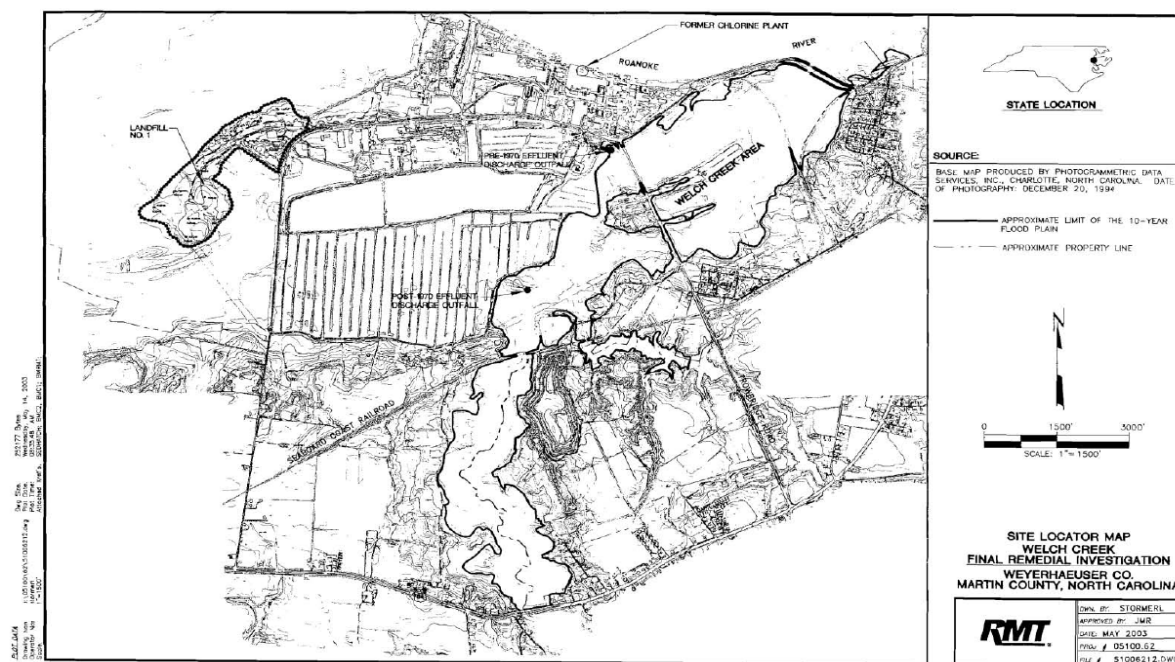 FORMER CHLORINE PLANT
ROANOKE
RIVER
LANDFILL
NO. 1
PRE-1970 EFFLUENT
DISCHARGE OUTFALL
WELCH CREEK AREA
POST-1970 EFFLUENT
DISCHARGE OUTFALL
SEABOARD COAST RAILROAD
STATE LOCATION
SOURCE:
BASE MAP PRODUCED BY PHOTOGRAMMETRIC DATA
SERVICES, INC., CHARLOTTE, NORTH CAROLINA. DATE
OF PHOTOGRAPHY: DECEMBER 20, 1994
APPROXIMATE LIMIT OF THE 10-YEAR
FLOOD PLAIN
APPROXIMATE PROPERTY LINE
N
0 1500' 3000'
SCALE: 1"= 1500'
SITE LOCATOR MAP
WELCH CREEK
FINAL REMEDIAL INVESTIGATION
WEYERHAEUSER CO.
MARTIN COUNTY, NORTH CAROLINA
RMT
DWN. BY: STORMERL
APPROVED BY: JMR
DATE: MAY 2003
PROJ # 05100.62
FILE # 51006212.DW